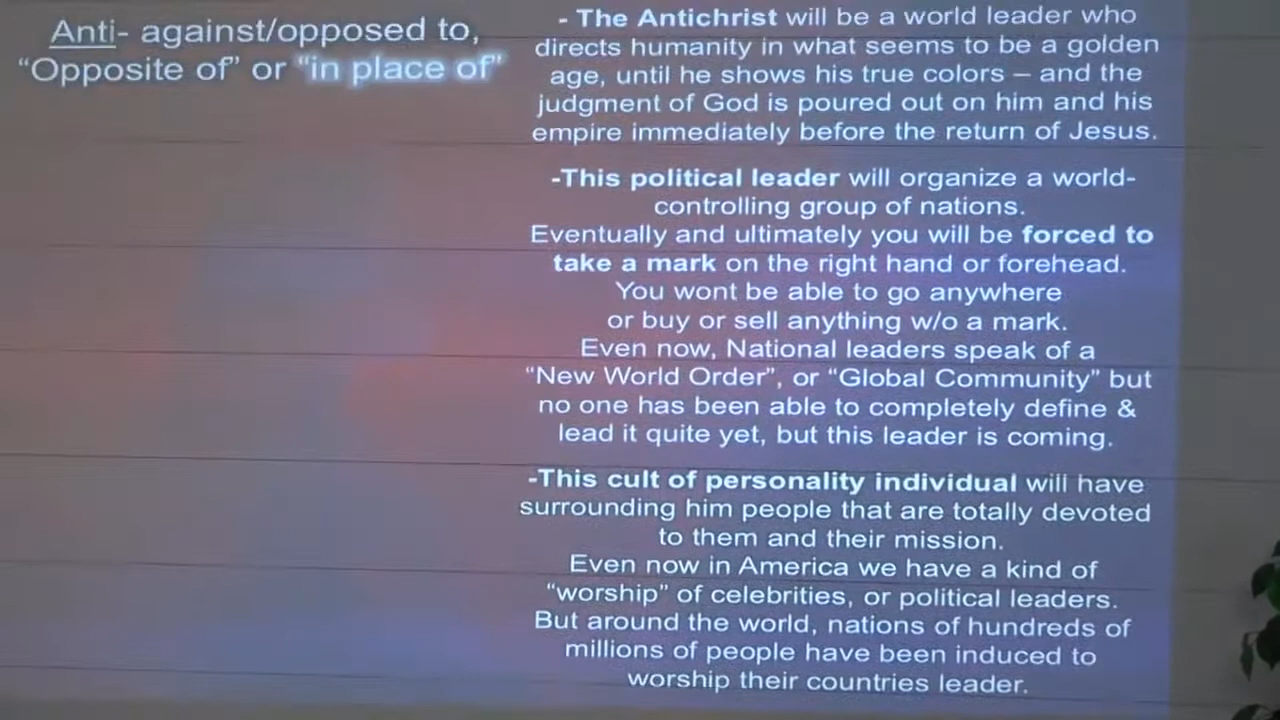 Anti- against/opposed to,
“Opposite of” or “in place of”
- The Antichrist will be a world leader who
directs humanity in what seems to be a golden
age, until he shows his true colors – and the
judgment of God is poured out on him and his
empire immediately before the return of Jesus.
-This political leader will organize a world-
controlling group of nations.
Eventually and ultimately you will be forced to
take a mark on the right hand or forehead.
You wont be able to go anywhere
or buy or sell anything w/o a mark.
Even now, National leaders speak of a
“New World Order”, or “Global Community” but
no one has been able to completely define &
lead it quite yet, but this leader is coming.
-This cult of personality individual will have
surrounding him people that are totally devoted
to them and their mission.
Even now in America we have a kind of
“worship” of celebrities, or political leaders.
But around the world, nations of hundreds of
millions of people have been induced to
worship their countries leader.